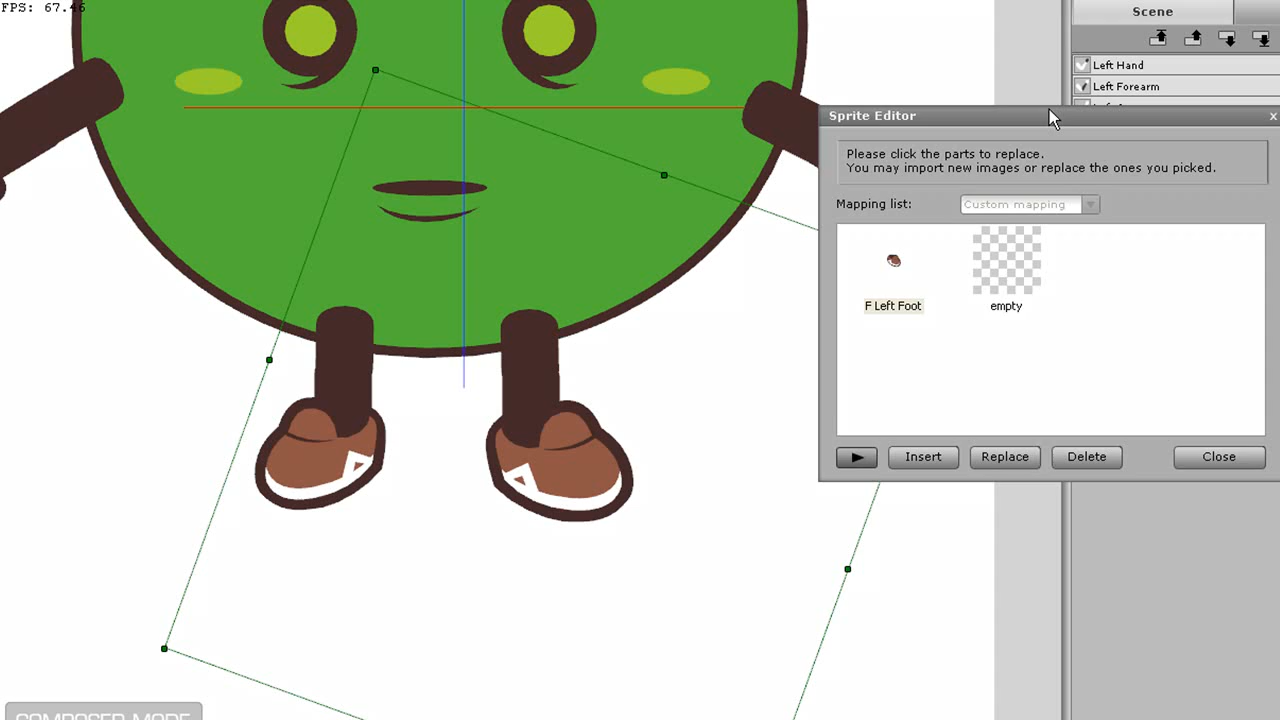 FPS: 67.46
Scene
Left Hand
Left Forearm
Sprite Editor
x
Please click the parts to replace.
You may import new images or replace the ones you picked.
Mapping list:
Custom mapping
F Left Foot
empty
Insert
Replace
Delete
Close
COMPOSER MODE